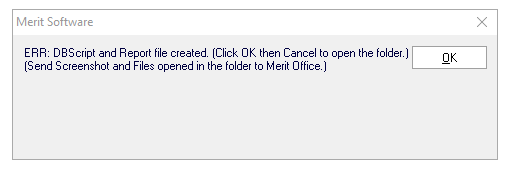 Merit Software
ERR: DBScript and Report file created. (Click OK then Cancel to open the folder.)
(Send Screenshot and Files opened in the folder to Merit Office.)
OK